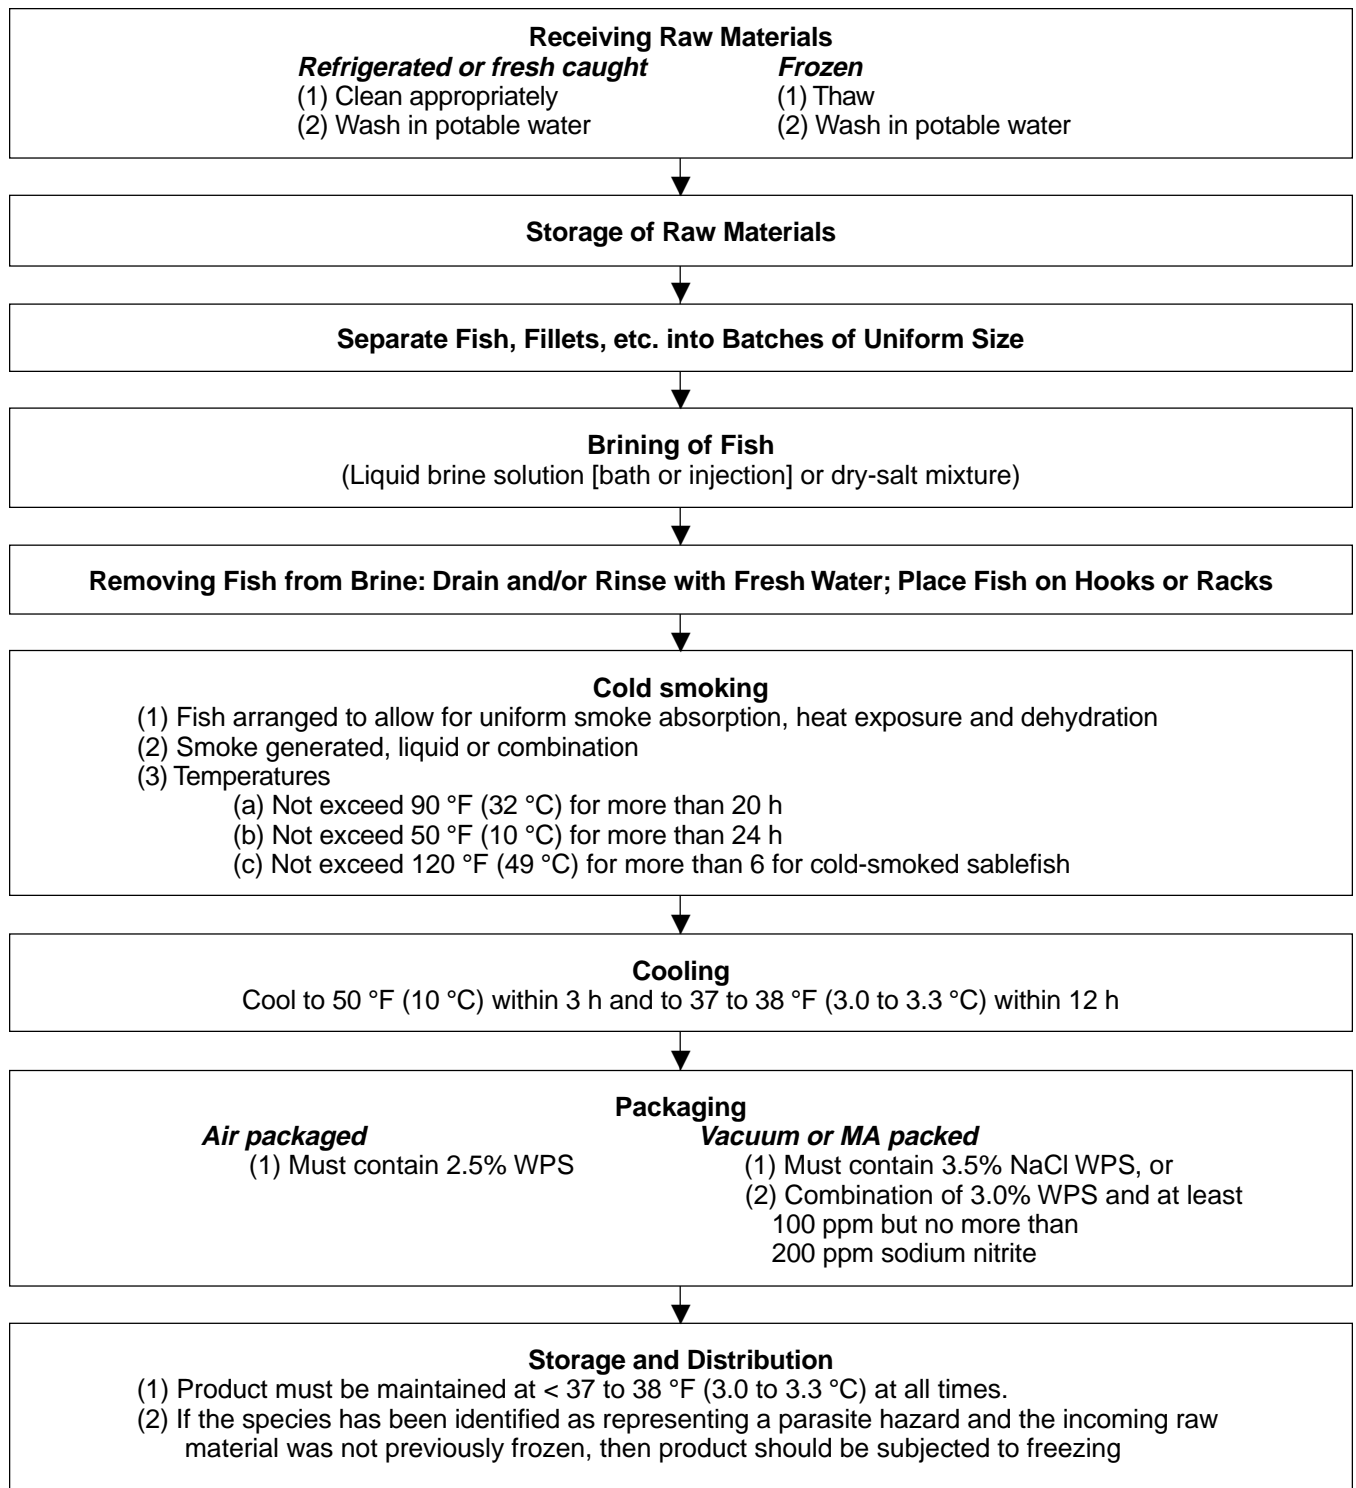 Receiving Raw Materials
Refrigerated or fresh caught
(1) Clean appropriately
(2) Wash in potable water
Frozen
(1) Thaw
(2) Wash in potable water
Storage of Raw Materials
Separate Fish, Fillets, etc. into Batches of Uniform Size
Brining of Fish
(Liquid brine solution [bath or injection] or dry-salt mixture)
Removing Fish from Brine: Drain and/or Rinse with Fresh Water; Place Fish on Hooks or Racks
Cold smoking
(1) Fish arranged to allow for uniform smoke absorption, heat exposure and dehydration
(2) Smoke generated, liquid or combination
(3) Temperatures
(a) Not exceed 90 °F (32 °C) for more than 20 h
(b) Not exceed 50 °F (10 °C) for more than 24 h
(c) Not exceed 120 °F (49 °C) for more than 6 for cold-smoked sablefish
Cooling
Cool to 50 °F (10 °C) within 3 h and to 37 to 38 °F (3.0 to 3.3 °C) within 12 h
Packaging
Air packaged
(1) Must contain 2.5% WPS
Vacuum or MA packed
(1) Must contain 3.5% NaCl WPS, or
(2) Combination of 3.0% WPS and at least
100 ppm but no more than
200 ppm sodium nitrite
Storage and Distribution
(1) Product must be maintained at < 37 to 38 °F (3.0 to 3.3 °C) at all times.
(2) If the species has been identified as representing a parasite hazard and the incoming raw
material was not previously frozen, then product should be subjected to freezing